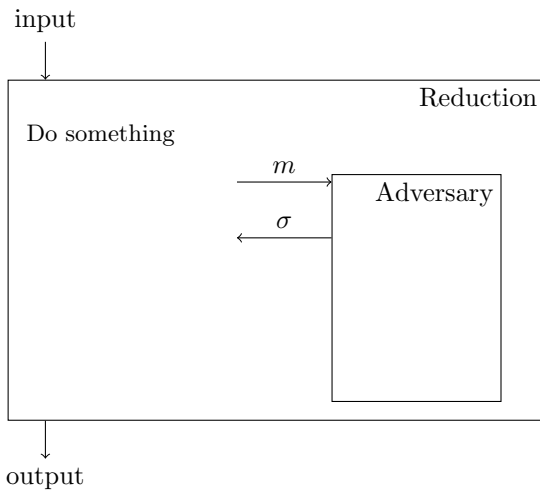 input
Reduction
Do something
m
Adversary
σ
output